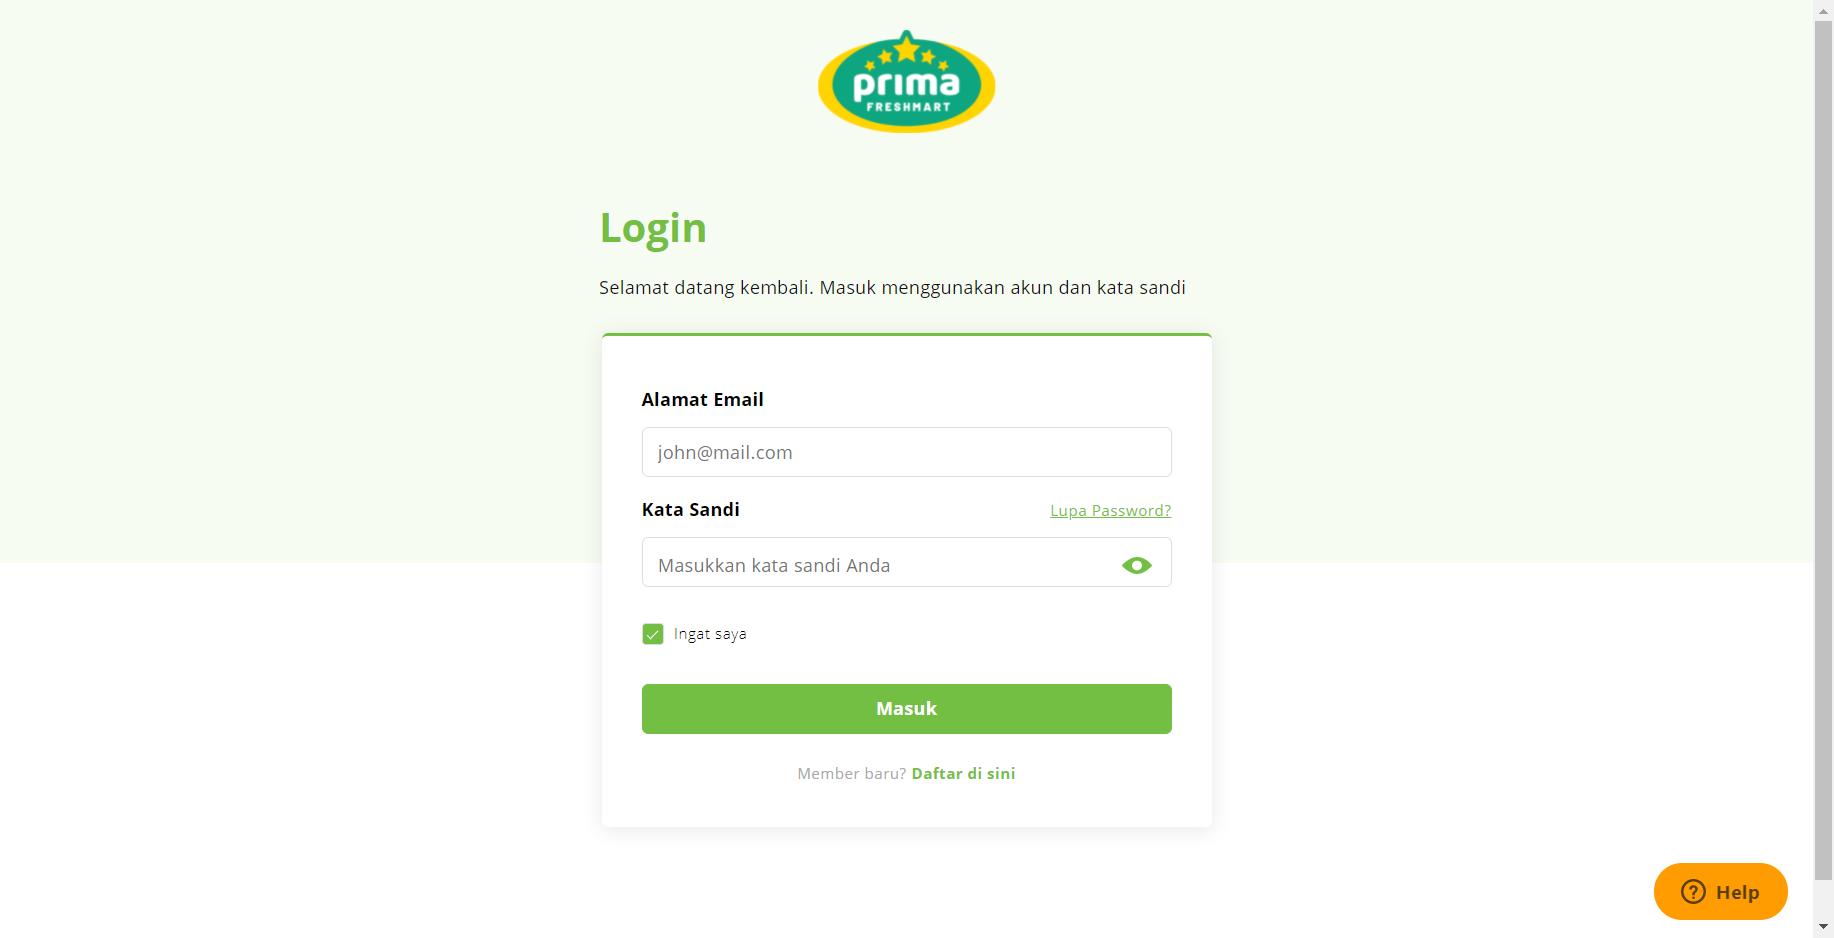 prima
FRESHMART
Login
Selamat datang kembali. Masuk menggunakan akun dan kata sandi
Alamat Email
john@mail.com
Kata Sandi
Lupa Password?
Masukkan kata sandi Anda
Ingat saya
Masuk
Member baru? Daftar di sini
Help